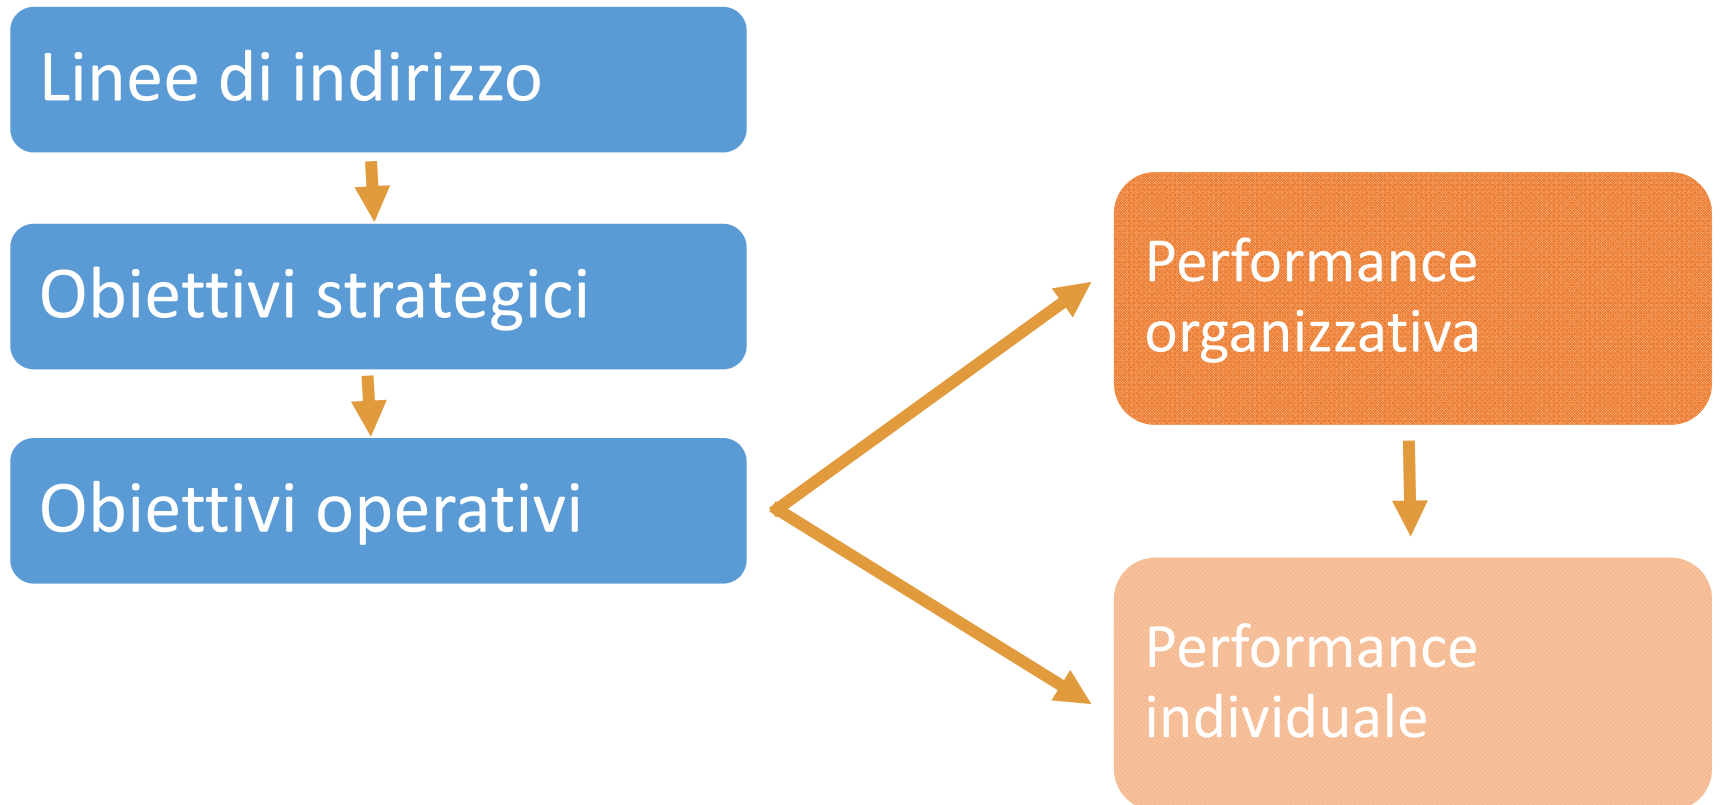 Linee di indirizzo
Obiettivi strategici
Obiettivi operativi
Performance
organizzativa
Performance
individuale